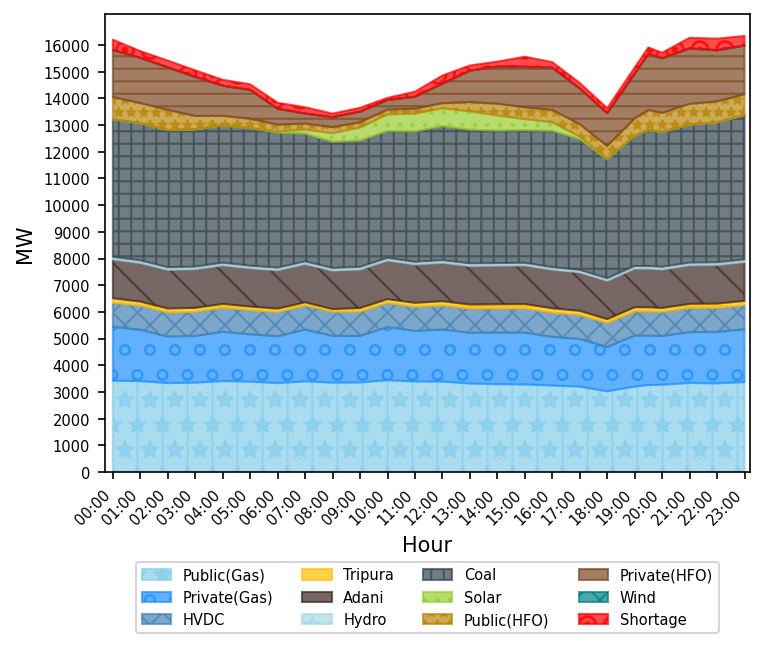 MW
16000
15000
14000
13000
12000
11000
10000
9000
8000
7000
6000
5000
4000
3000
2000
1000
0
00:00 01:00 02:00 03:00 04:00 05:00 06:00 07:00 08:00 09:00 10:00 11:00 12:00 13:00 14:00 15:00 16:00 17:00 18:00 19:00 20:00 21:00 22:00 23:00
Hour
Public(Gas) Tripura Coal Private(HFO)
Private(Gas) Adani Solar Wind
HVDC Hydro Public(HFO) Shortage